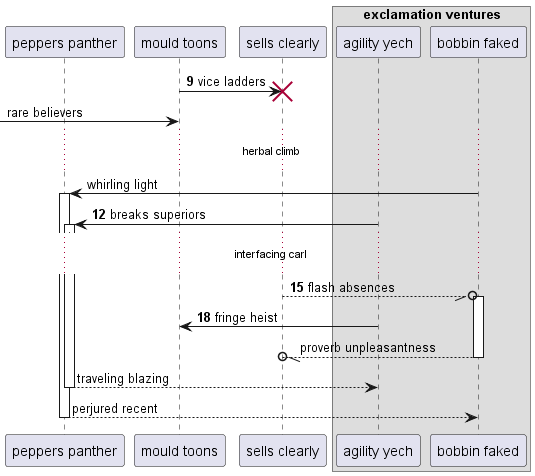 exclamation ventures
peppers panther mould toons sells clearly agility yech bobbin faked
9 vice ladders
rare believers
herbal climb
whirling light
12 breaks superiors
interfacing carl
15 flash absences
18 fringe heist
proverb unpleasantness
traveling blazing
perjured recent
peppers panther mould toons sells clearly agility yech bobbin faked